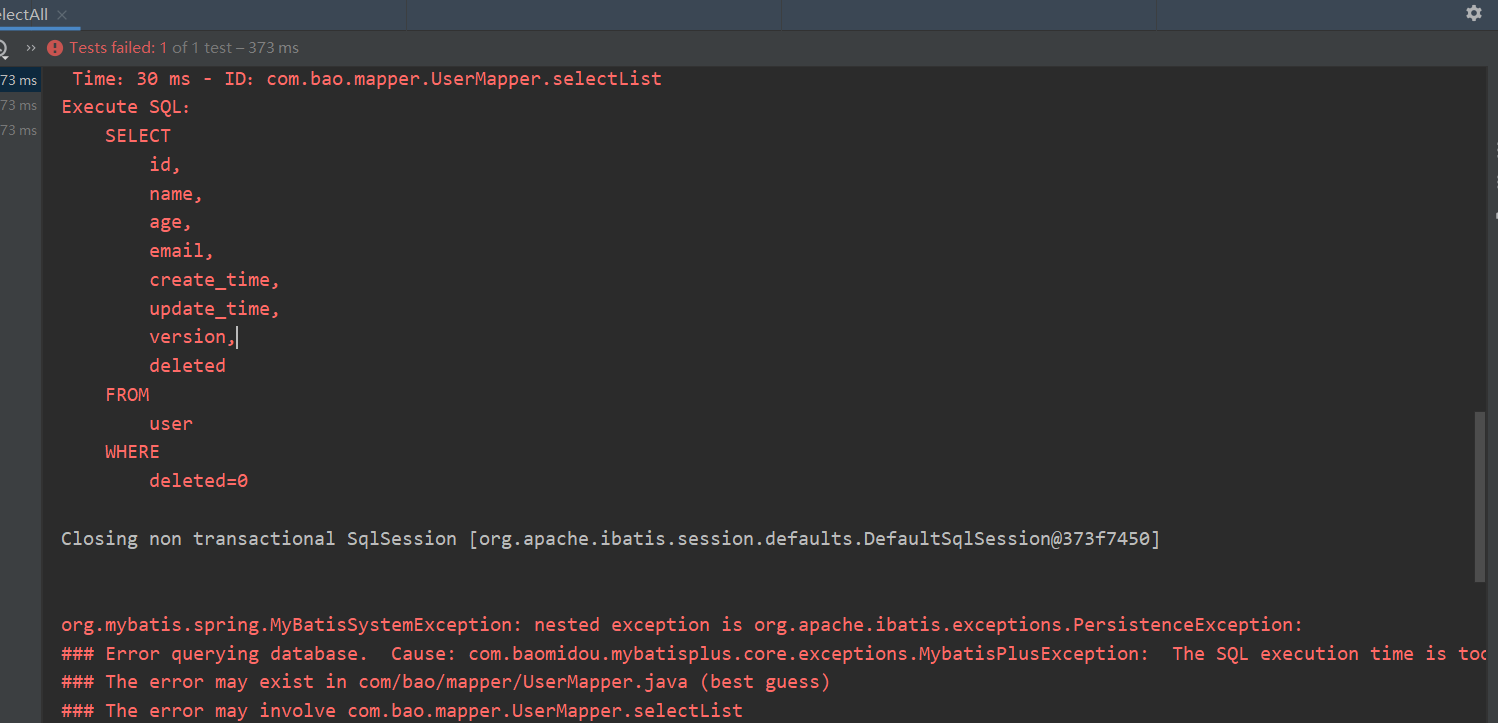 electAll
Tests failed: 1 of 1 test – 373 ms
73 ms
73 ms
73 ms
Time: 30 ms - ID: com.bao.mapper.UserMapper.selectList
Execute SQL:
SELECT
id,
name,
age,
email,
create_time,
update_time,
version,
deleted
FROM
user
WHERE
deleted=0
Closing non transactional SqlSession [org.apache.ibatis.session.defaults.DefaultSqlSession@373f7450]
org.mybatis.spring.MyBatisSystemException: nested exception is org.apache.ibatis.exceptions.PersistenceException:
### Error querying database.  Cause: com.baomidou.mybatisplus.core.exceptions.MybatisPlusException:  The SQL execution time is too
### The error may exist in com/bao/mapper/UserMapper.java (best guess)
### The error may involve com.bao.mapper.UserMapper.selectList